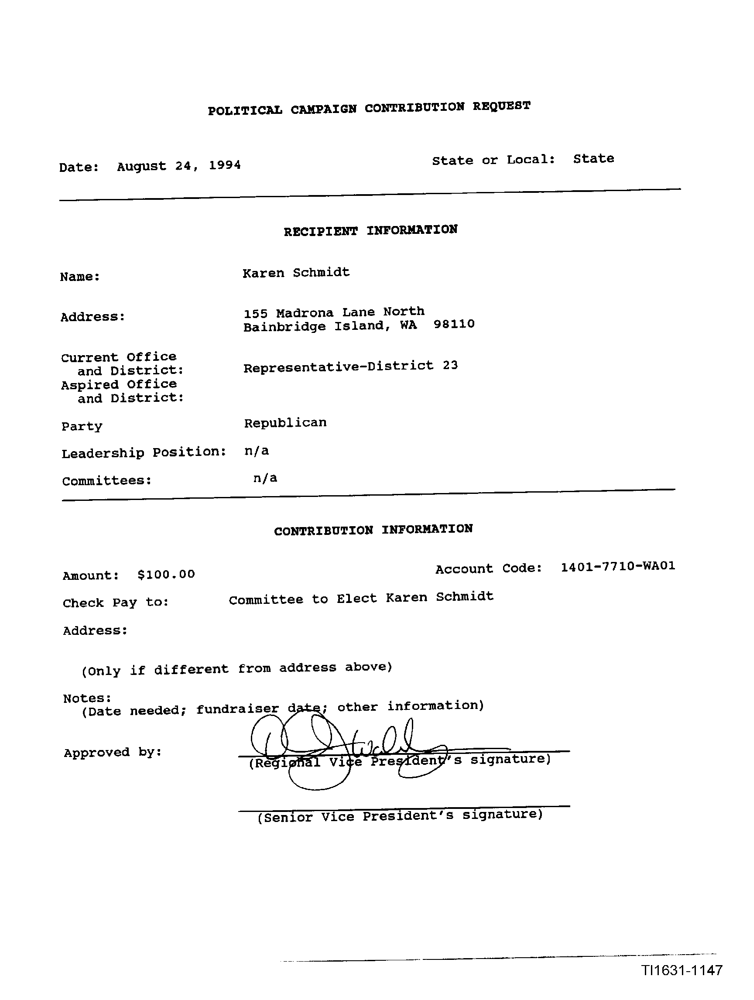 POLITICAL CAMPAIGN CONTRIBUTION REQUEST
Date: August 24, 1994 State or Local: State
RECIPIENT INFORMATION
Name: Karen Schmidt
Address: 155 Madrona Lane North
Bainbridge Island, WA 98110
Current Office
and District: Representative-District 23
Aspired Office
and District:
Party Republican
Leadership Position: n/a
Committees: n/a
CONTRIBUTION INFORMATION
Amount: $100.00 Account Code: 1401-7710-WA01
Check Pay to: Committee to Elect Karen Schmidt
Address:
(Only if different from address above)
Notes:
(Date needed; fundraiser date; other information)
Approved by:
(Regional Vice President's signature)
(Senior Vice President's signature)
TI1631-1147